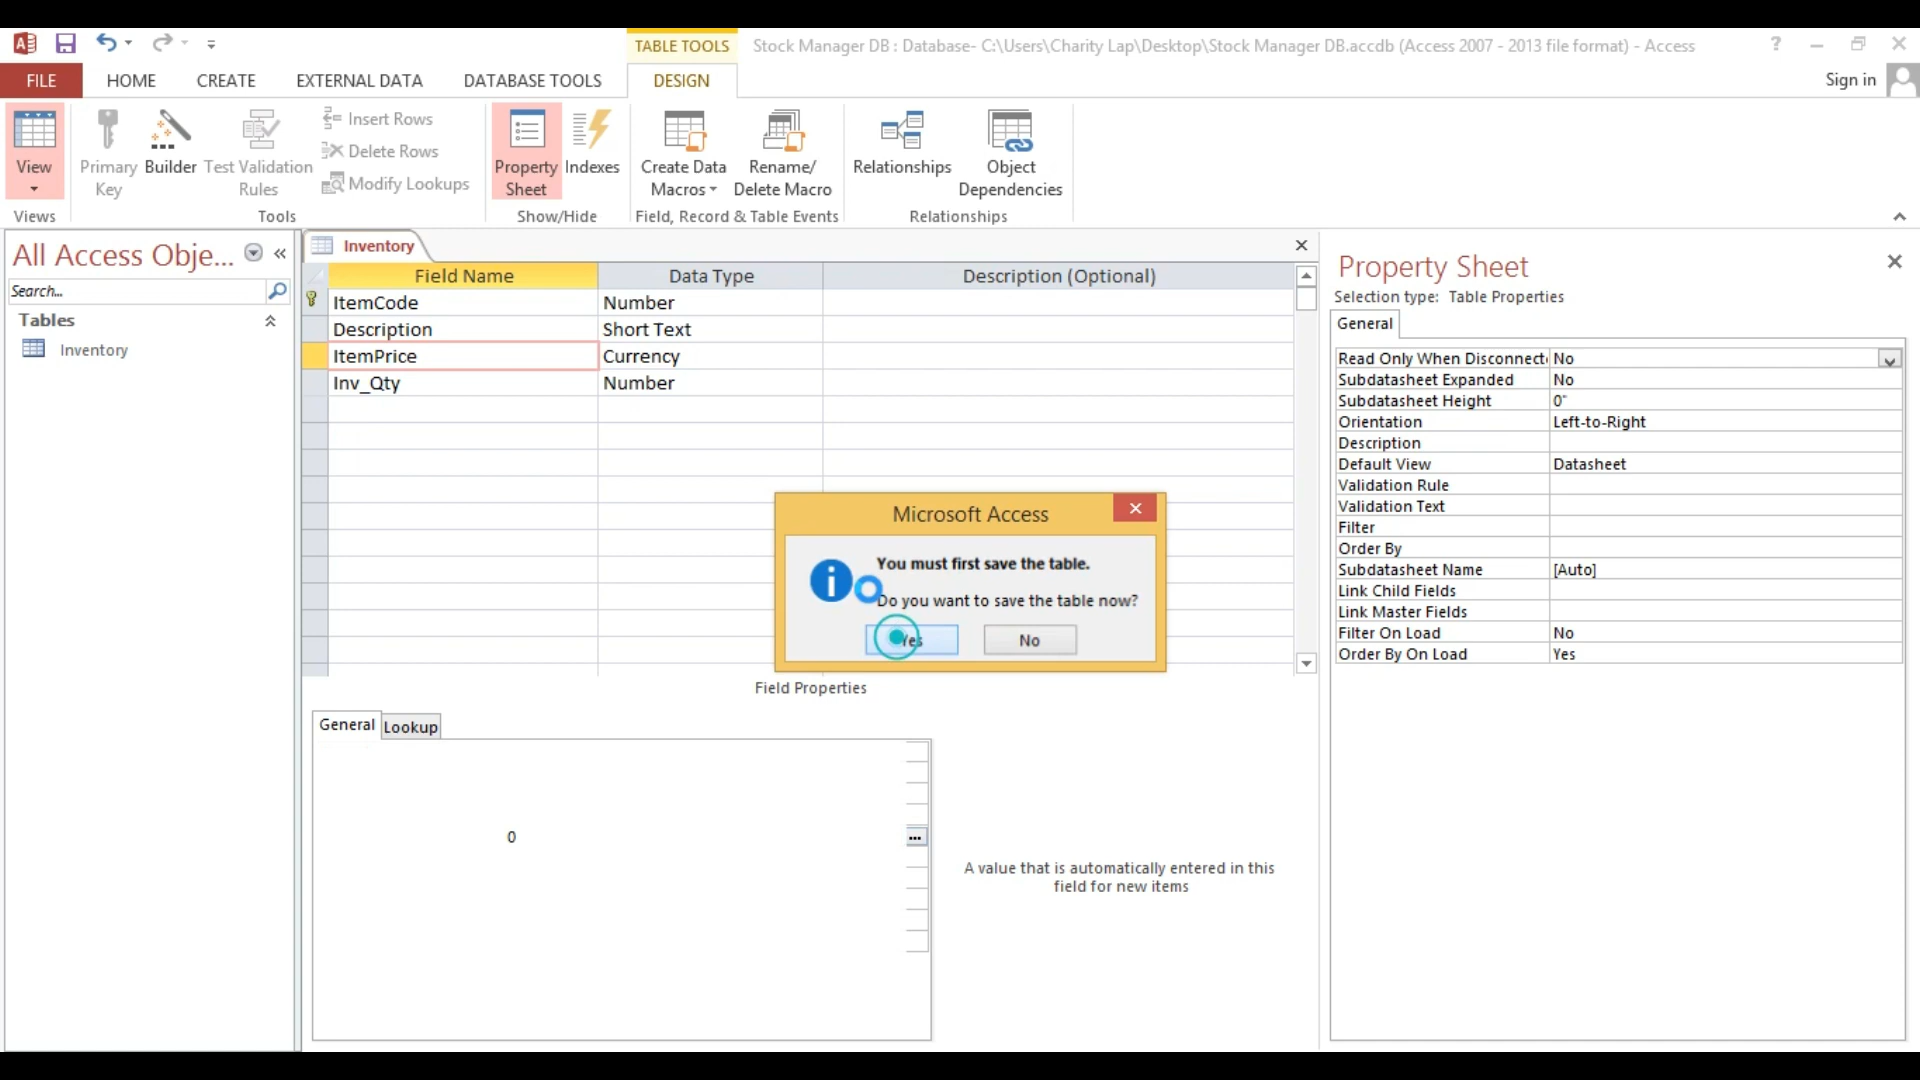 TABLE TOOLS
Stock Manager DB : Database- C:\Users\Charity Lap\Desktop\Stock Manager DB.accdb (Access 2007 - 2013 file format) - Access
?
FILE
HOME
CREATE
EXTERNAL DATA
DATABASE TOOLS
DESIGN
Sign in
View
Primary
Key
Builder
Test Validation
Rules
Insert Rows
Delete Rows
Modify Lookups
Property
Sheet
Indexes
Create Data
Macros
Rename/
Delete Macro
Relationships
Object
Dependencies
Views
Tools
Show/Hide
Field, Record & Table Events
Relationships
All Access Obje...
Search...
Tables
Inventory
Inventory
Field Name
Data Type
Description (Optional)
ItemCode
Number
Description
Short Text
ItemPrice
Currency
Inv_Qty
Number
Microsoft Access
You must first save the table.
Do you want to save the table now?
Yes
No
Field Properties
General
Lookup
0
A value that is automatically entered in this
field for new items
Property Sheet
Selection type: Table Properties
General
Read Only When Disconnect No
Subdatasheet Expanded No
Subdatasheet Height 0"
Orientation Left-to-Right
Description
Default View Datasheet
Validation Rule
Validation Text
Filter
Order By
Subdatasheet Name [Auto]
Link Child Fields
Link Master Fields
Filter On Load No
Order By On Load Yes